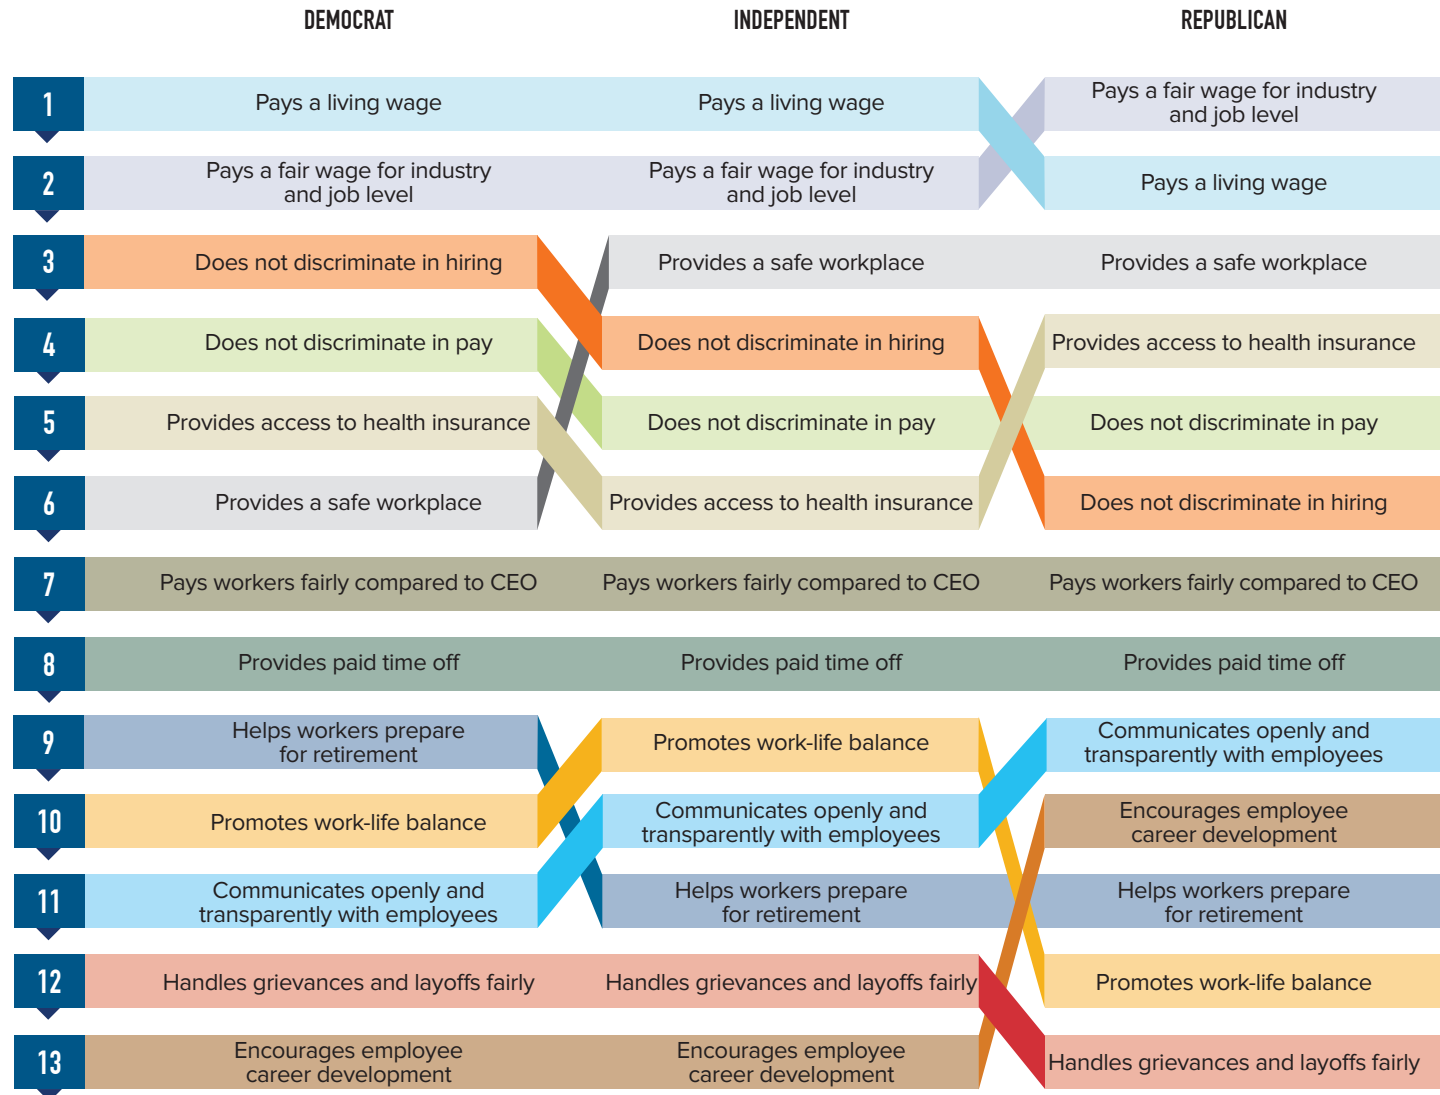 DEMOCRAT INDEPENDENT REPUBLICAN
1 Pays a living wage Pays a living wage Pays a fair wage for industry
and job level
2 Pays a fair wage for industry
and job level Pays a fair wage for industry
and job level Pays a living wage
3 Does not discriminate in hiring Provides a safe workplace Provides a safe workplace
4 Does not discriminate in pay Does not discriminate in hiring Provides access to health insurance
5 Provides access to health insurance Does not discriminate in pay Does not discriminate in pay
6 Provides a safe workplace Provides access to health insurance Does not discriminate in hiring
7 Pays workers fairly compared to CEO Pays workers fairly compared to CEO Pays workers fairly compared to CEO
8 Provides paid time off Provides paid time off Provides paid time off
9 Helps workers prepare
for retirement Promotes work-life balance Communicates openly and
transparently with employees
10 Promotes work-life balance Communicates openly and
transparently with employees Encourages employee
career development
11 Communicates openly and
transparently with employees Helps workers prepare
for retirement Helps workers prepare
for retirement
12 Handles grievances and layoffs fairly Handles grievances and layoffs fairly Promotes work-life balance
13 Encourages employee
career development Encourages employee
career development Handles grievances and layoffs fairly